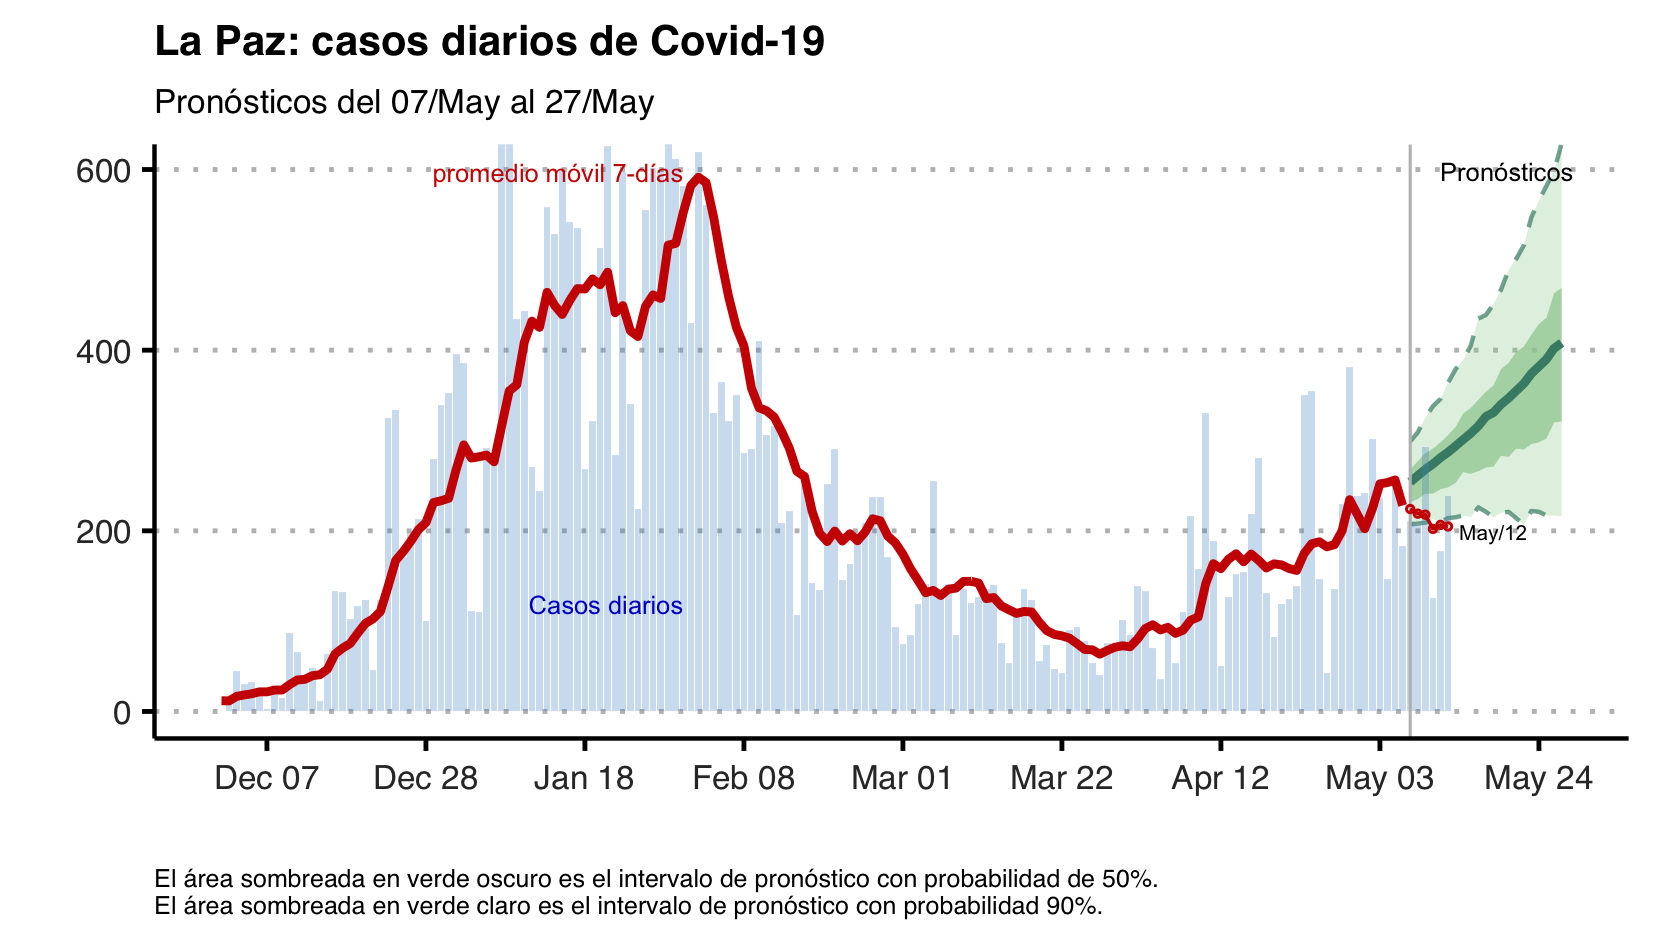 La Paz: casos diarios de Covid-19
Pronósticos del 07/May al 27/May
600
promedio móvil 7-días
Pronósticos
400
200
May/12
Casos diarios
0
Dec 07 Dec 28 Jan 18 Feb 08 Mar 01 Mar 22 Apr 12 May 03 May 24
El área sombreada en verde oscuro es el intervalo de pronóstico con probabilidad de 50%.
El área sombreada en verde claro es el intervalo de pronóstico con probabilidad 90%.